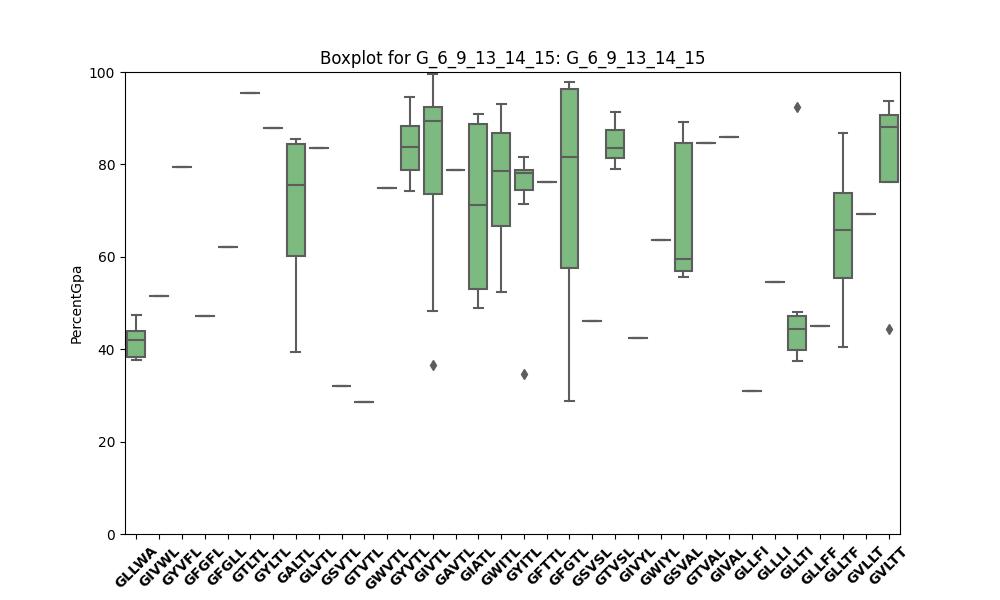 Boxplot for G_6_9_13_14_15: G_6_9_13_14_15
PercentGpa
100
80
60
40
20
0
GLLWA
GIVWL
GYVFL
GFGFL
GFGLL
GTLTL
GYLTL
GALTL
GLVTL
GSVTL
GTVTL
GWVTL
GYVTL
GIVTL
GAVTL
GIATL
GWITL
GYITL
GFTTL
GFGTL
GSVSL
GTVSL
GIVYL
GWIYL
GSVAL
GTVAL
GIVAL
GLLFI
GLLLI
GLLTI
GLLFF
GLLTF
GVLLT
GVLTT